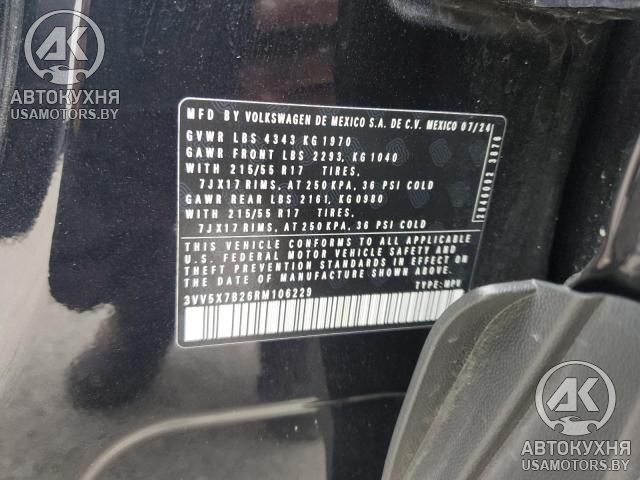 AK
АВТОКУХНЯ
USAMOTORS.BY
MFD BY VOLKSWAGEN DE MEXICO S.A. DE C.V. MEXICO 07/24
GVWR LBS 4343 KG 1970
GAWR FRONT LBS 2293, KG 1040
WITH 215/55 R17 TIRES,
7JX17 RIMS, AT 250 KPA, 36 PSI COLD
GAWR REAR LBS 2161, KG 0980
WITH 215/55 R17 TIRES,
7JX17 RIMS, AT 250 KPA, 36 PSI COLD
THIS VEHICLE CONFORMS TO ALL APPLICABLE
U.S. FEDERAL MOTOR VEHICLE SAFETY AND
THEFT PREVENTION STANDARDS IN EFFECT ON
THE DATE OF MANUFACTURE SHOWN ABOVE.
3VV5X7B26RM106229 TYPE: MPV
2040092 3070
AK
АВТОКУХНЯ
USAMOTORS.BY